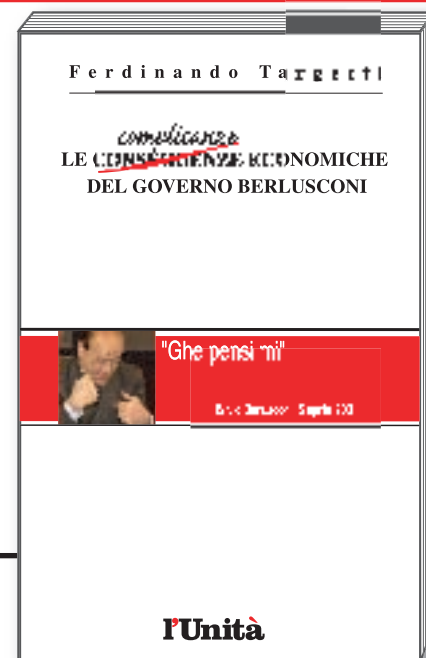 Ferdinando Targetti
complicanze
LE CONSEGUENZE ECONOMICHE
DEL GOVERNO BERLUSCONI
"Ghe pensi mi"
l'Unità